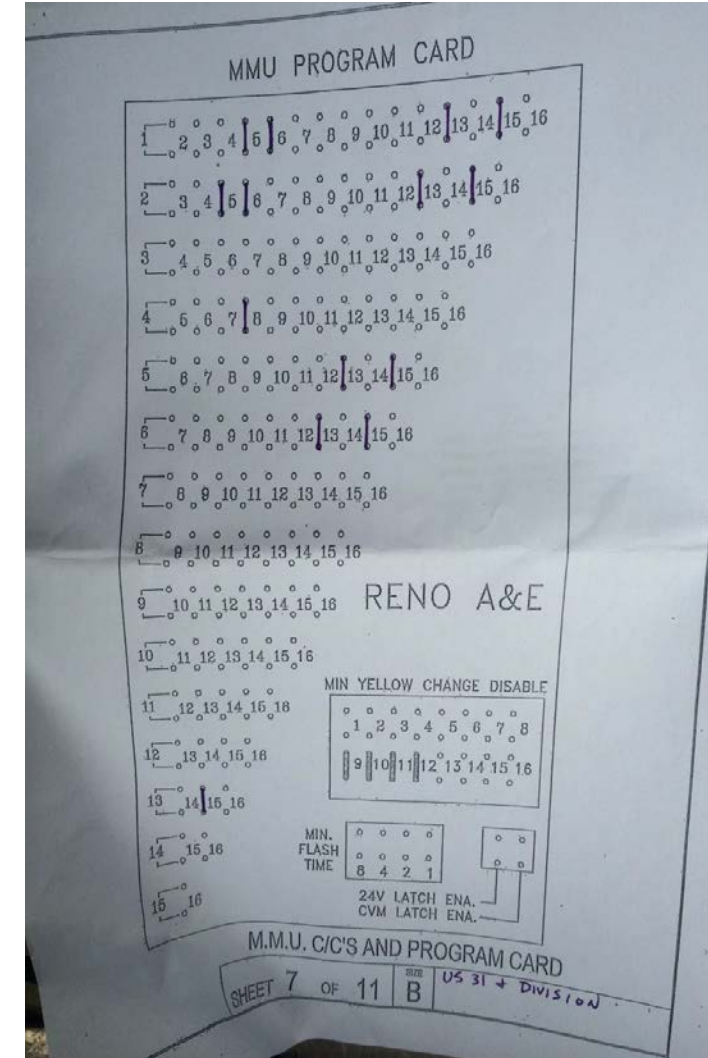 MMU PROGRAM CARD
1 2 3 4 5 6 7 8 9 10 11 12 13 14 15 16
2 3 4 5 6 7 8 9 10 11 12 13 14 15 16
3 4 5 6 7 8 9 10 11 12 13 14 15 16
4 5 6 7 8 9 10 11 12 13 14 15 16
5 6 7 8 9 10 11 12 13 14 15 16
6 7 8 9 10 11 12 13 14 15 16
7 8 9 10 11 12 13 14 15 16
8 9 10 11 12 13 14 15 16
9 10 11 12 13 14 15 16
RENO A&E
10 11 12 13 14 15 16
11 12 13 14 15 16
12 13 14 15 16
13 14 15 16
14 15 16
15 16
MIN YELLOW CHANGE DISABLE
1 2 3 4 5 6 7 8
9 10 11 12 13 14 15 16
MIN.
FLASH
TIME
8 4 2 1
24V LATCH ENA.
CVM LATCH ENA.
M.M.U. C/C'S AND PROGRAM CARD
SHEET 7 OF 11
SIZE
B
US 31 + DIVISION